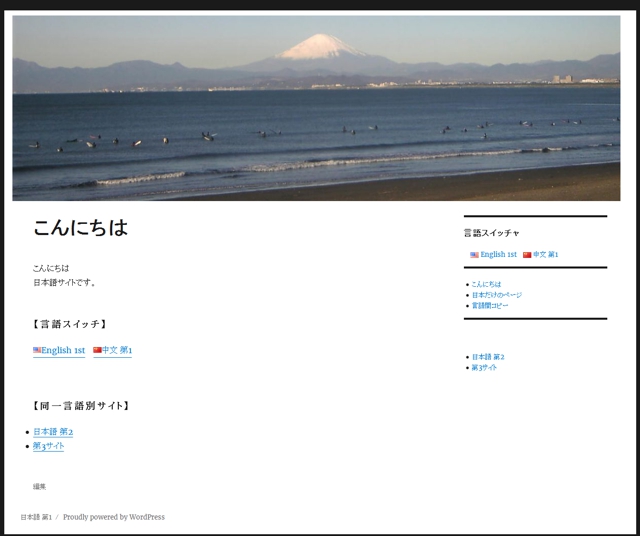 こんにちは
こんにちは
日本語サイトです。
【言語スイッチ】
English 1st 中文 第1
【同一言語別サイト】
日本語 第2
第3サイト
編集
言語スイッチャ
English 1st 中文 第1
こんにちは
日本だけのページ
言語間コピー
日本語 第2
第3サイト
日本語 第1 / Proudly powered by WordPress